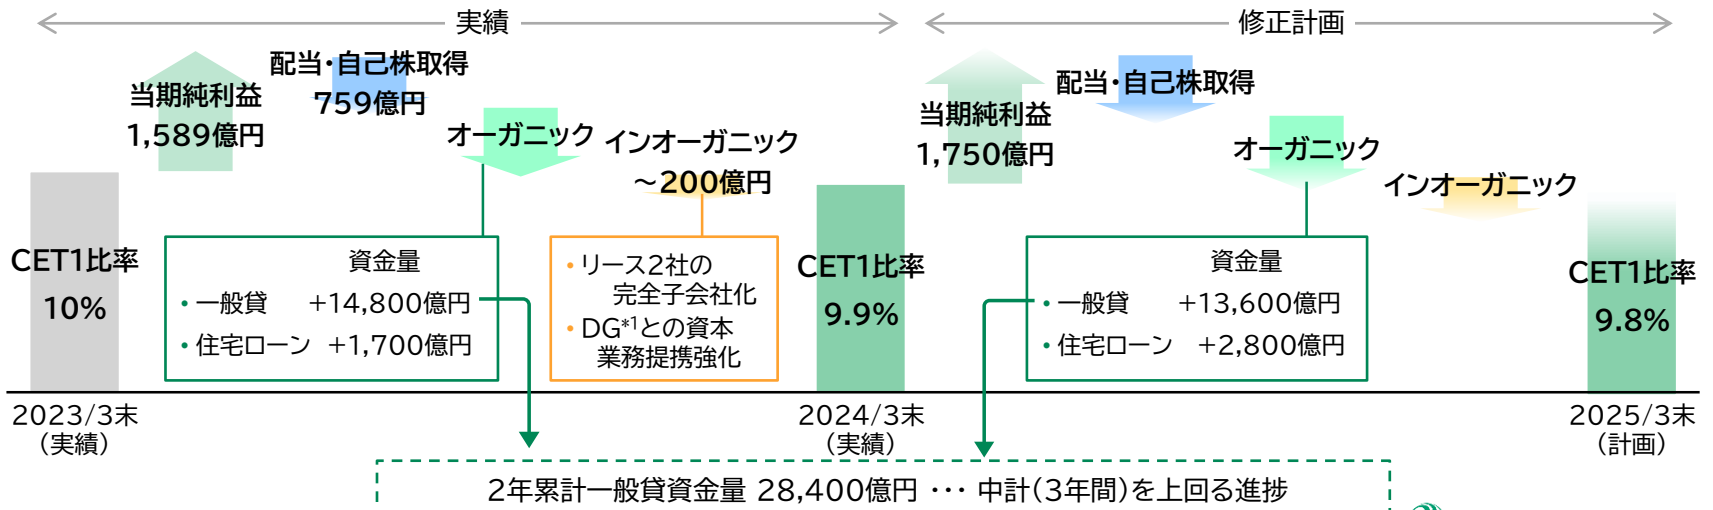 実績
修正計画
当期純利益
1,589億円
配当・自己株取得
759億円
オーガニック
インオーガニック
～200億円
当期純利益
1,750億円
配当・自己株取得
オーガニック
インオーガニック
CET1比率
10%
資金量
・一般貸 +14,800億円
・住宅ローン +1,700億円
・リース2社の
完全子会社化
・DG*1との資本
業務提携強化
CET1比率
9.9%
資金量
・一般貸 +13,600億円
・住宅ローン +2,800億円
CET1比率
9.8%
2023/3末
(実績)
2024/3末
(実績)
2025/3末
(計画)
2年累計一般貸資金量 28,400億円 ・・・ 中計(3年間)を上回る進捗